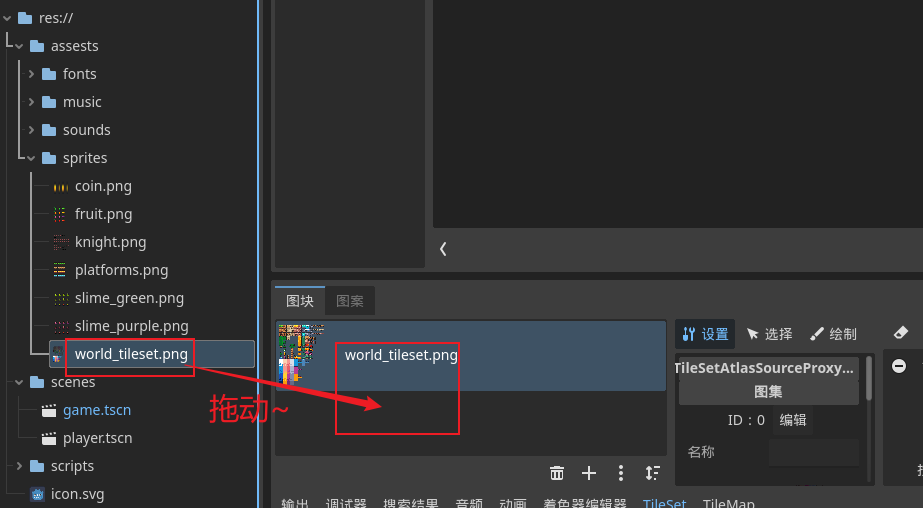 res://
assests
fonts
music
sounds
sprites
coin.png
fruit.png
knight.png
platforms.png
slime_green.png
slime_purple.png
world_tileset.png
scenes
game.tscn
player.tscn
scripts
icon.svg
拖动~
图块 图案
world_tileset.png
设置 选择 绘制
TileSetAtlasSourceProxy...
图集
ID：0 编辑
名称
输出 调试器 搜索结果 音频 动画 着色器编辑器 TileSet TileMap